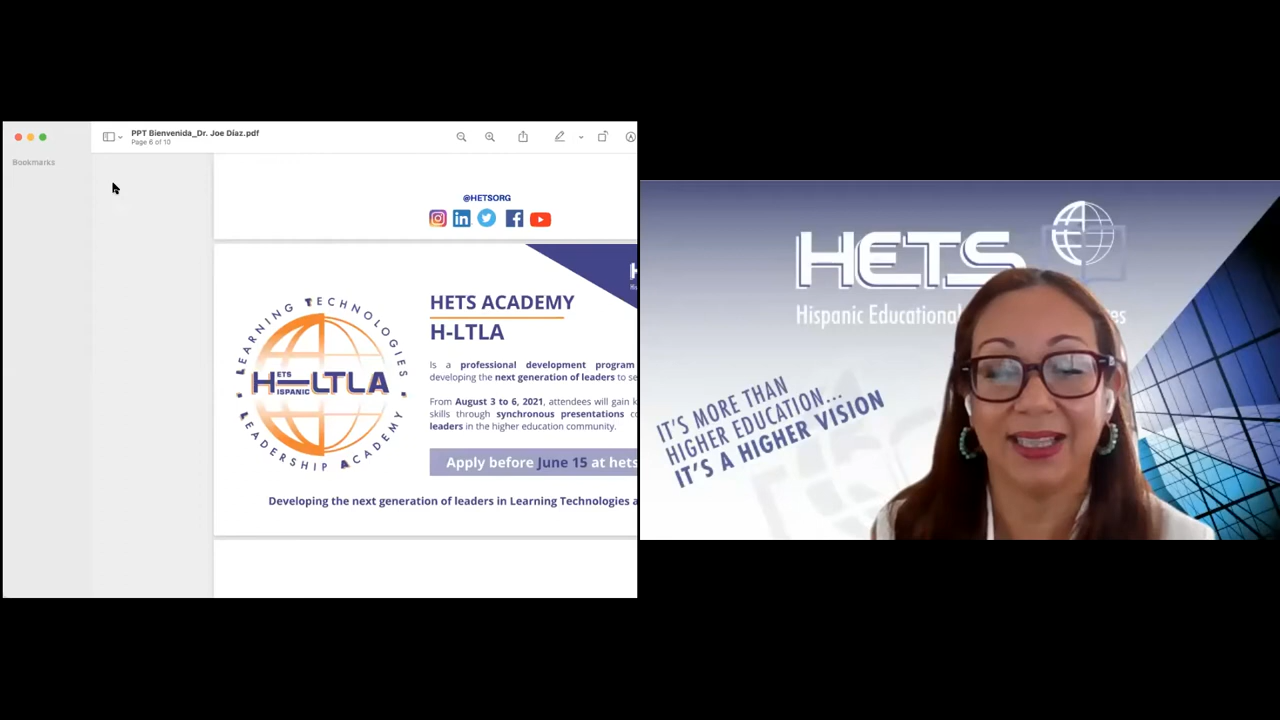 PPT Bienvenida_Dr. Joe Díaz.pdf
Page 6 of 10
Bookmarks
@HETSORG
LEARNING TECHNOLOGIES
HETS
HISPANIC
H-LTLA
LEADERSHIP ACADEMY
HETS ACADEMY
H-LTLA
Is a professional development program
developing the next generation of leaders to se
From August 3 to 6, 2021, attendees will gain k
skills through synchronous presentations co
leaders in the higher education community.
Apply before June 15 at hets
Developing the next generation of leaders in Learning Technologies a
HETS
Hispanic Educational
IT'S MORE THAN
HIGHER EDUCATION...
IT'S A HIGHER VISION